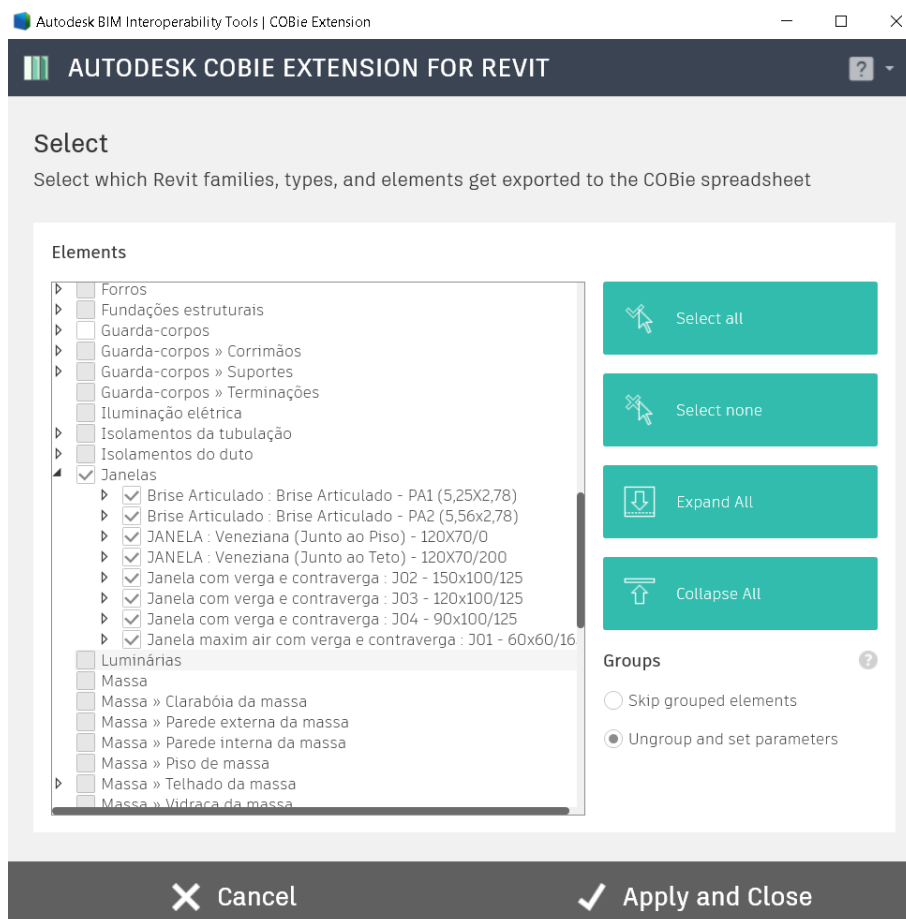 Autodesk BIM Interoperability Tools | COBie Extension
AUTODESK COBIE EXTENSION FOR REVIT
?
Select
Select which Revit families, types, and elements get exported to the COBie spreadsheet
Elements
Forros
Fundações estruturais
Guarda-corpos
Guarda-corpos » Corrimãos
Guarda-corpos » Suportes
Guarda-corpos » Terminações
Iluminação elétrica
Isolamentos da tubulação
Isolamentos do duto
Janelas
Brise Articulado : Brise Articulado - PA1 (5,25X2,78)
Brise Articulado : Brise Articulado - PA2 (5,56x2,78)
JANELA : Veneziana (Junto ao Piso) - 120X70/0
JANELA : Veneziana (Junto ao Teto) - 120X70/200
Janela com verga e contraverga : J02 - 150x100/125
Janela com verga e contraverga : J03 - 120x100/125
Janela com verga e contraverga : J04 - 90x100/125
Janela maxim air com verga e contraverga : J01 - 60x60/16
Luminárias
Massa
Massa » Clarabóia da massa
Massa » Parede externa da massa
Massa » Parede interna da massa
Massa » Piso de massa
Massa » Telhado da massa
Massa » Vidraça da massa
Select all
Select none
Expand All
Collapse All
Groups
?
Skip grouped elements
Ungroup and set parameters
Cancel
Apply and Close